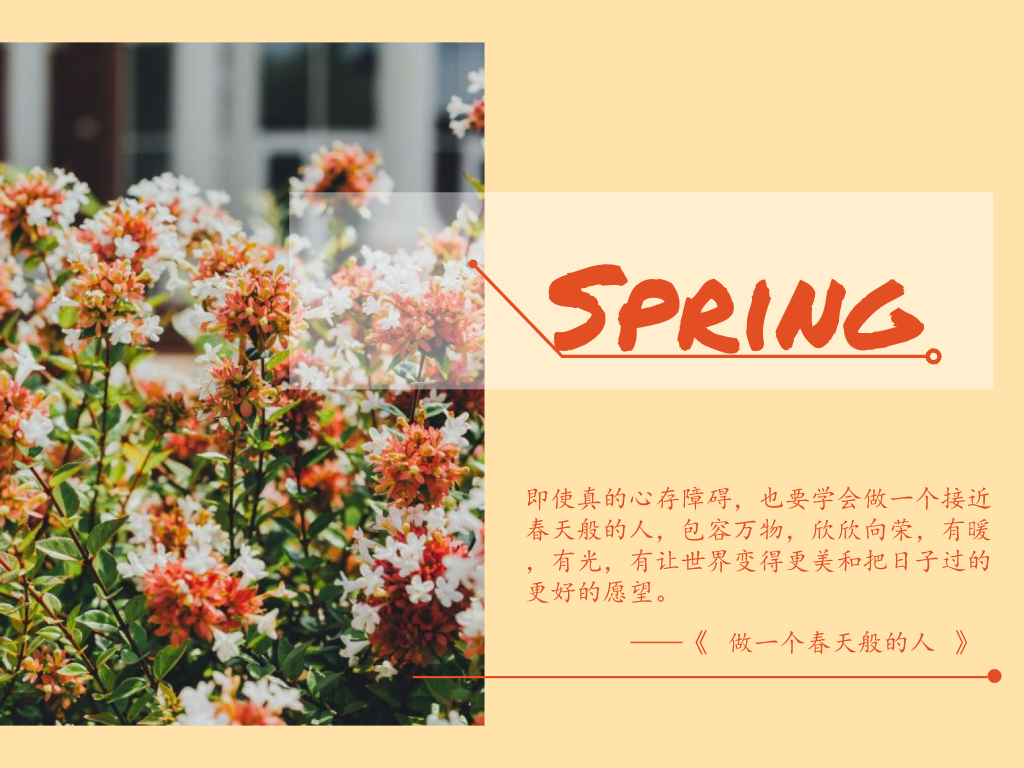 SPRING
即使真的心存障碍，也要学会做一个接近
春天般的人，包容万物，欣欣向荣，有暖
，有光，有让世界变得更美和把日子过的
更好的愿望。
——《 做一个春天般的人 》